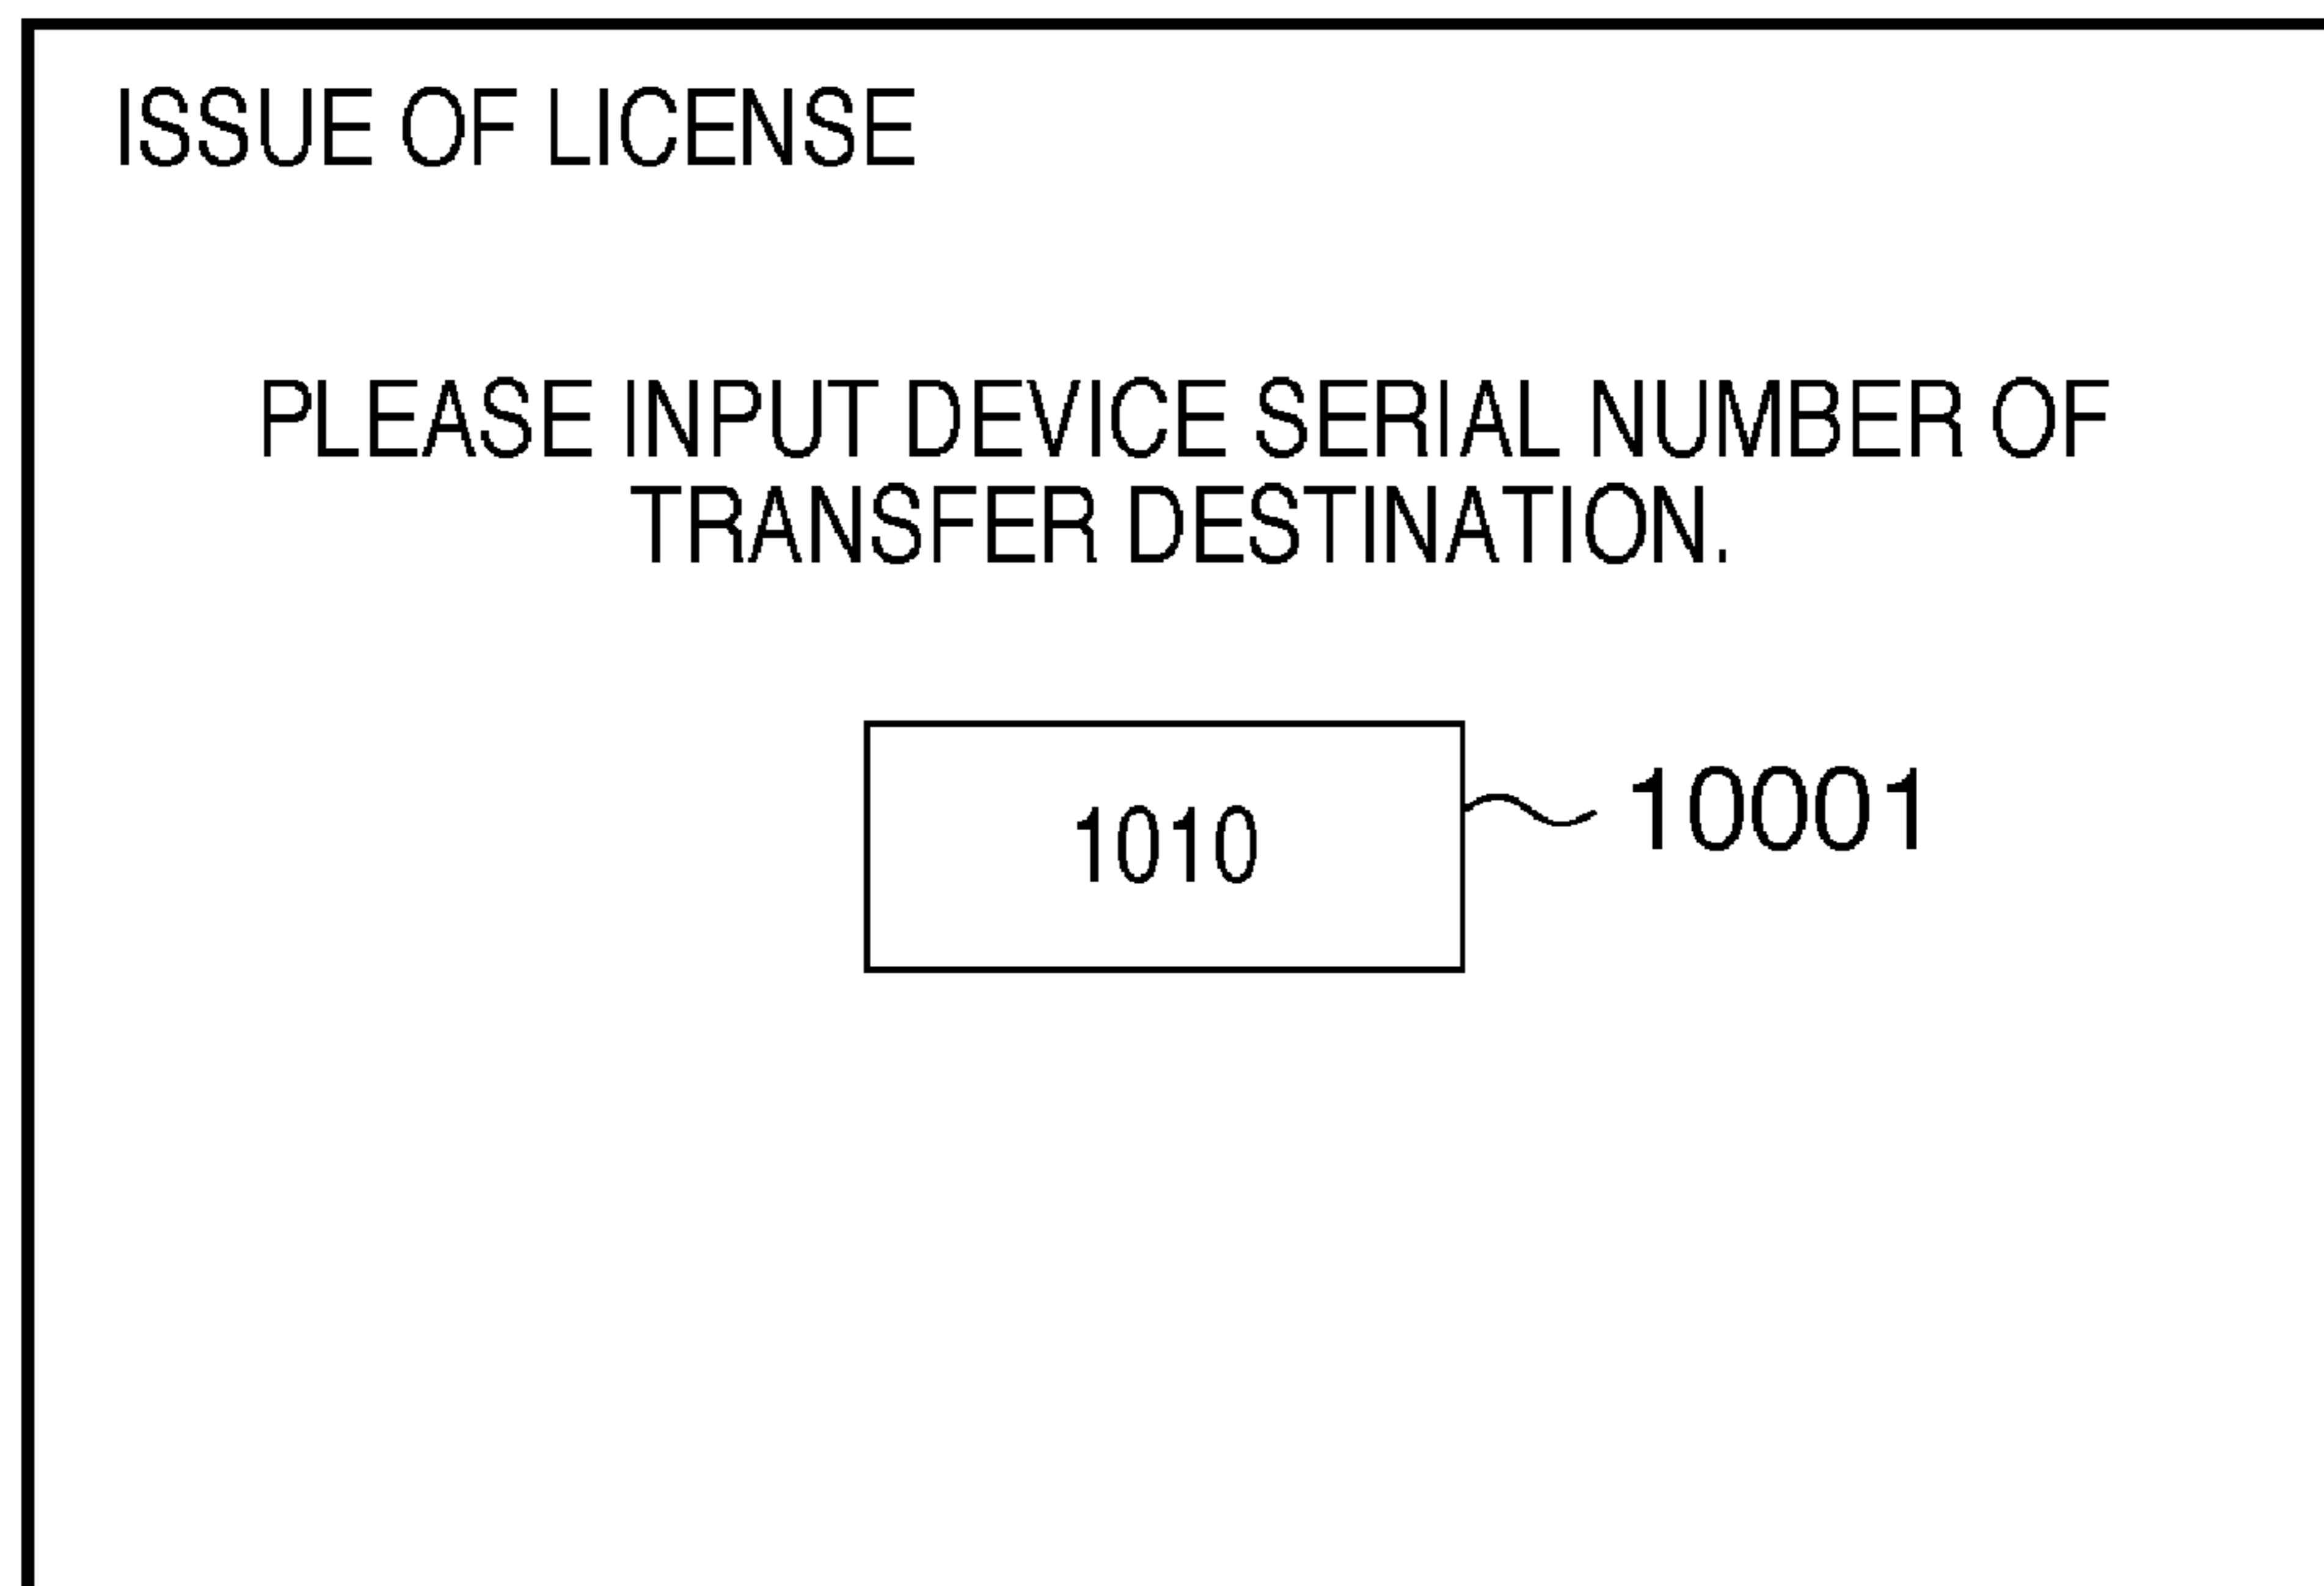 ISSUE OF LICENSE
PLEASE INPUT DEVICE SERIAL NUMBER OF
TRANSFER DESTINATION.
1010
10001